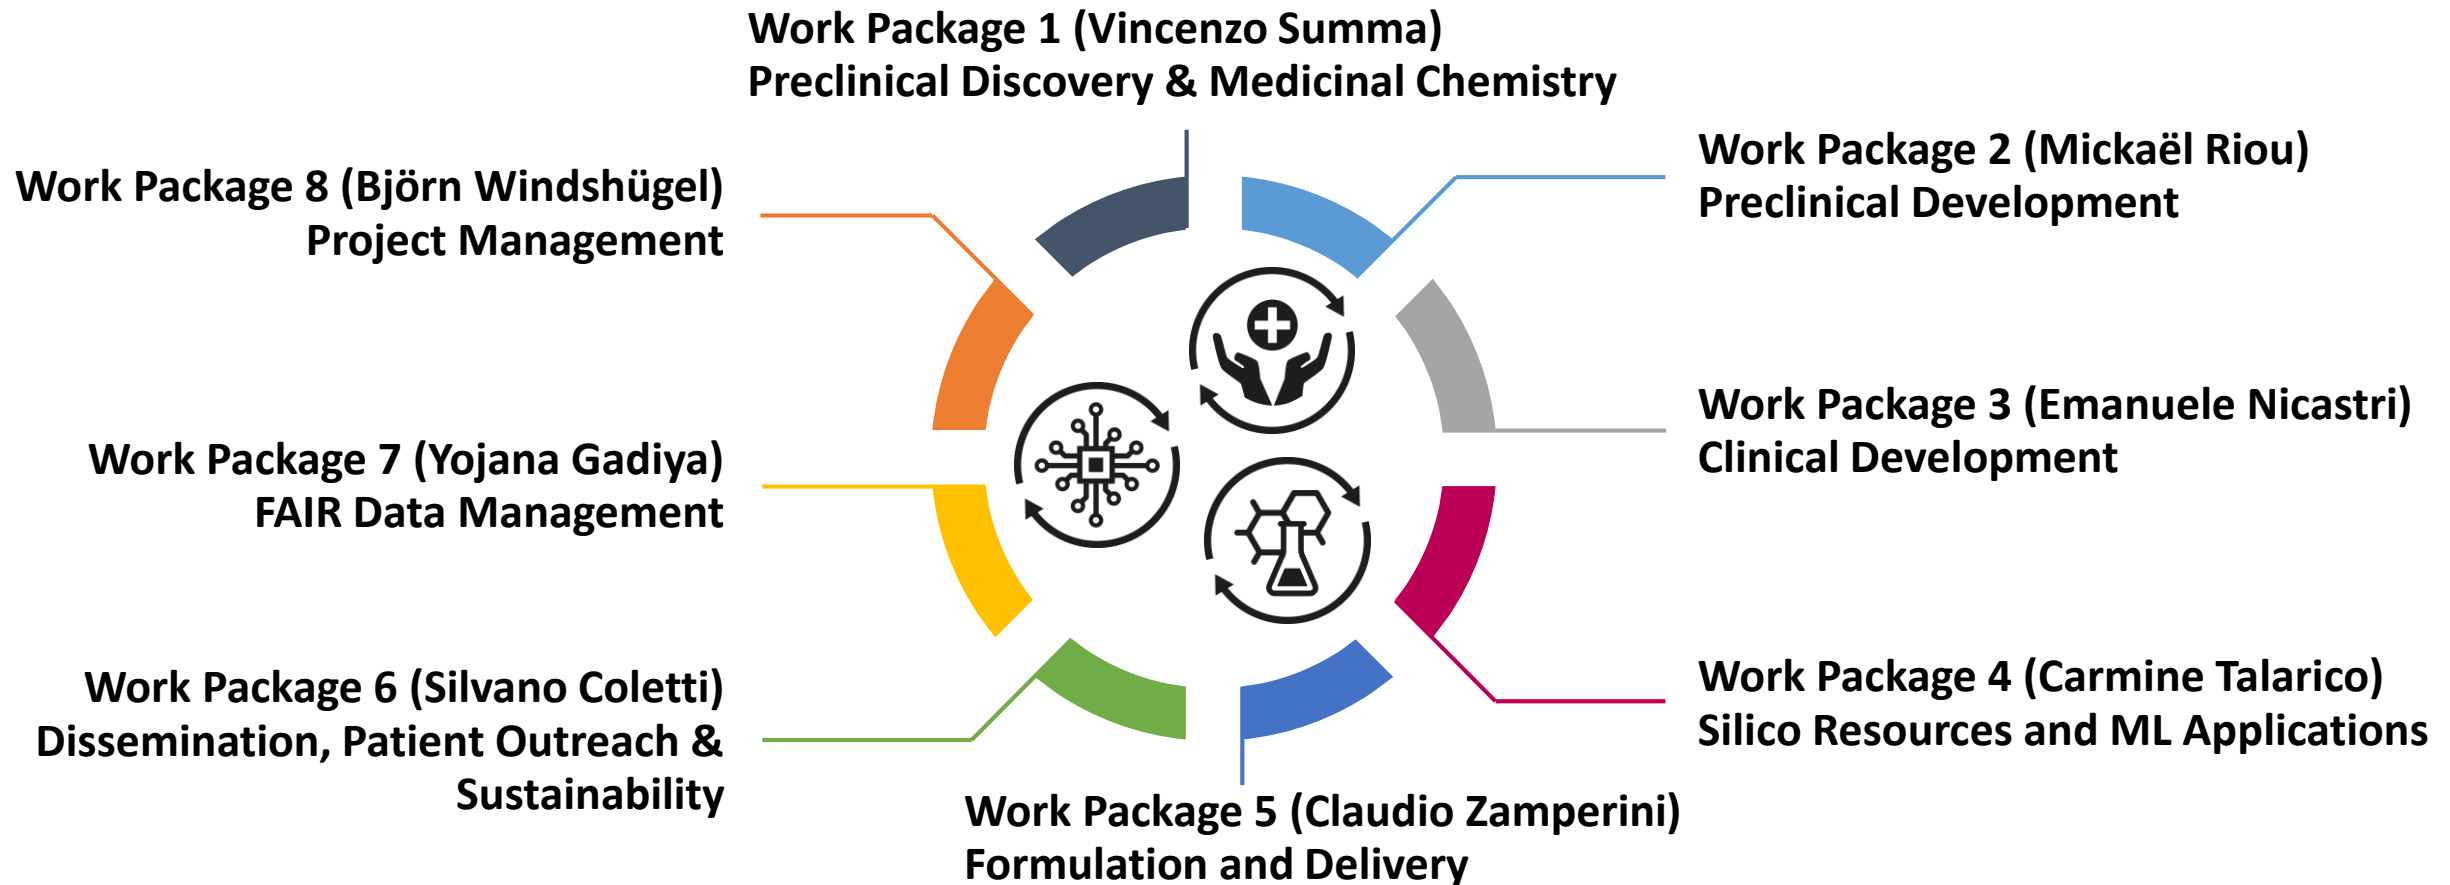 Work Package 1 (Vincenzo Summa)
Preclinical Discovery & Medicinal Chemistry
Work Package 2 (Mickaël Riou)
Preclinical Development
Work Package 3 (Emanuele Nicastri)
Clinical Development
Work Package 4 (Carmine Talarico)
Silico Resources and ML Applications
Work Package 5 (Claudio Zamperini)
Formulation and Delivery
Work Package 6 (Silvano Coletti)
Dissemination, Patient Outreach &
Sustainability
Work Package 7 (Yojana Gadiya)
FAIR Data Management
Work Package 8 (Björn Windshügel)
Project Management